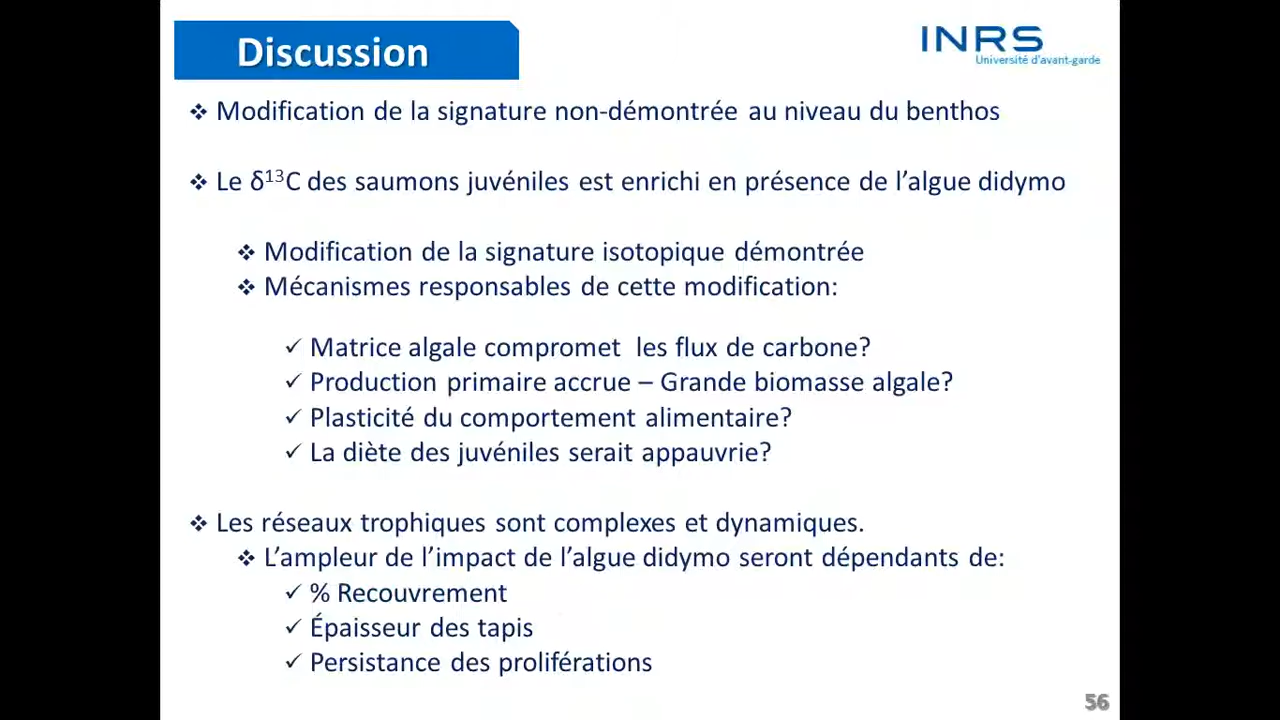 Discussion
INRS
Université d'avant-garde
❖ Modification de la signature non-démontrée au niveau du benthos
❖ Le δ¹³C des saumons juvéniles est enrichi en présence de l'algue didymo
❖ Modification de la signature isotopique démontrée
❖ Mécanismes responsables de cette modification:
✓ Matrice algale compromet les flux de carbone?
✓ Production primaire accrue – Grande biomasse algale?
✓ Plasticité du comportement alimentaire?
✓ La diète des juvéniles serait appauvrie?
❖ Les réseaux trophiques sont complexes et dynamiques.
❖ L'ampleur de l'impact de l'algue didymo seront dépendants de:
✓ % Recouvrement
✓ Épaisseur des tapis
✓ Persistance des proliférations
56